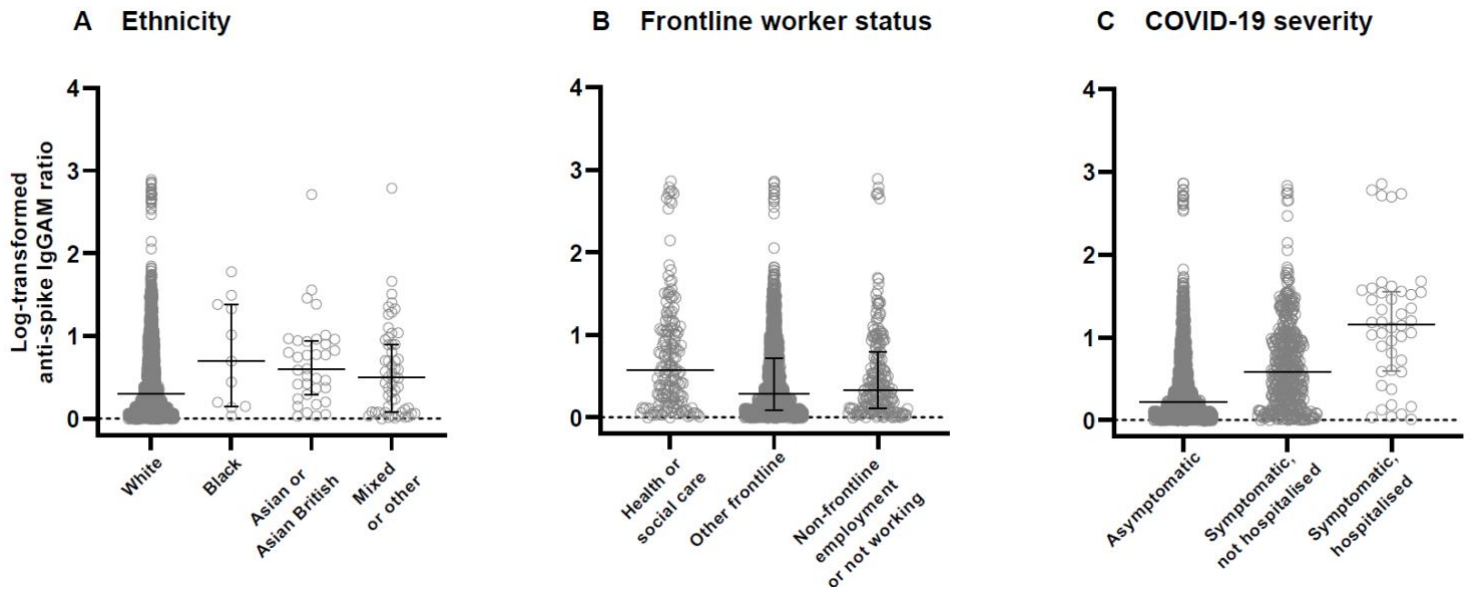 A Ethnicity
Log-transformed
anti-spike IgGAM ratio
4
3
2
1
0
White
Black
Asian or
Asian British
Mixed
or other
B Frontline worker status
4
3
2
1
0
Health or
social care
Other frontline
Non-frontline
employment
or not working
C COVID-19 severity
4
3
2
1
0
Asymptomatic
Symptomatic,
not hospitalised
Symptomatic,
hospitalised